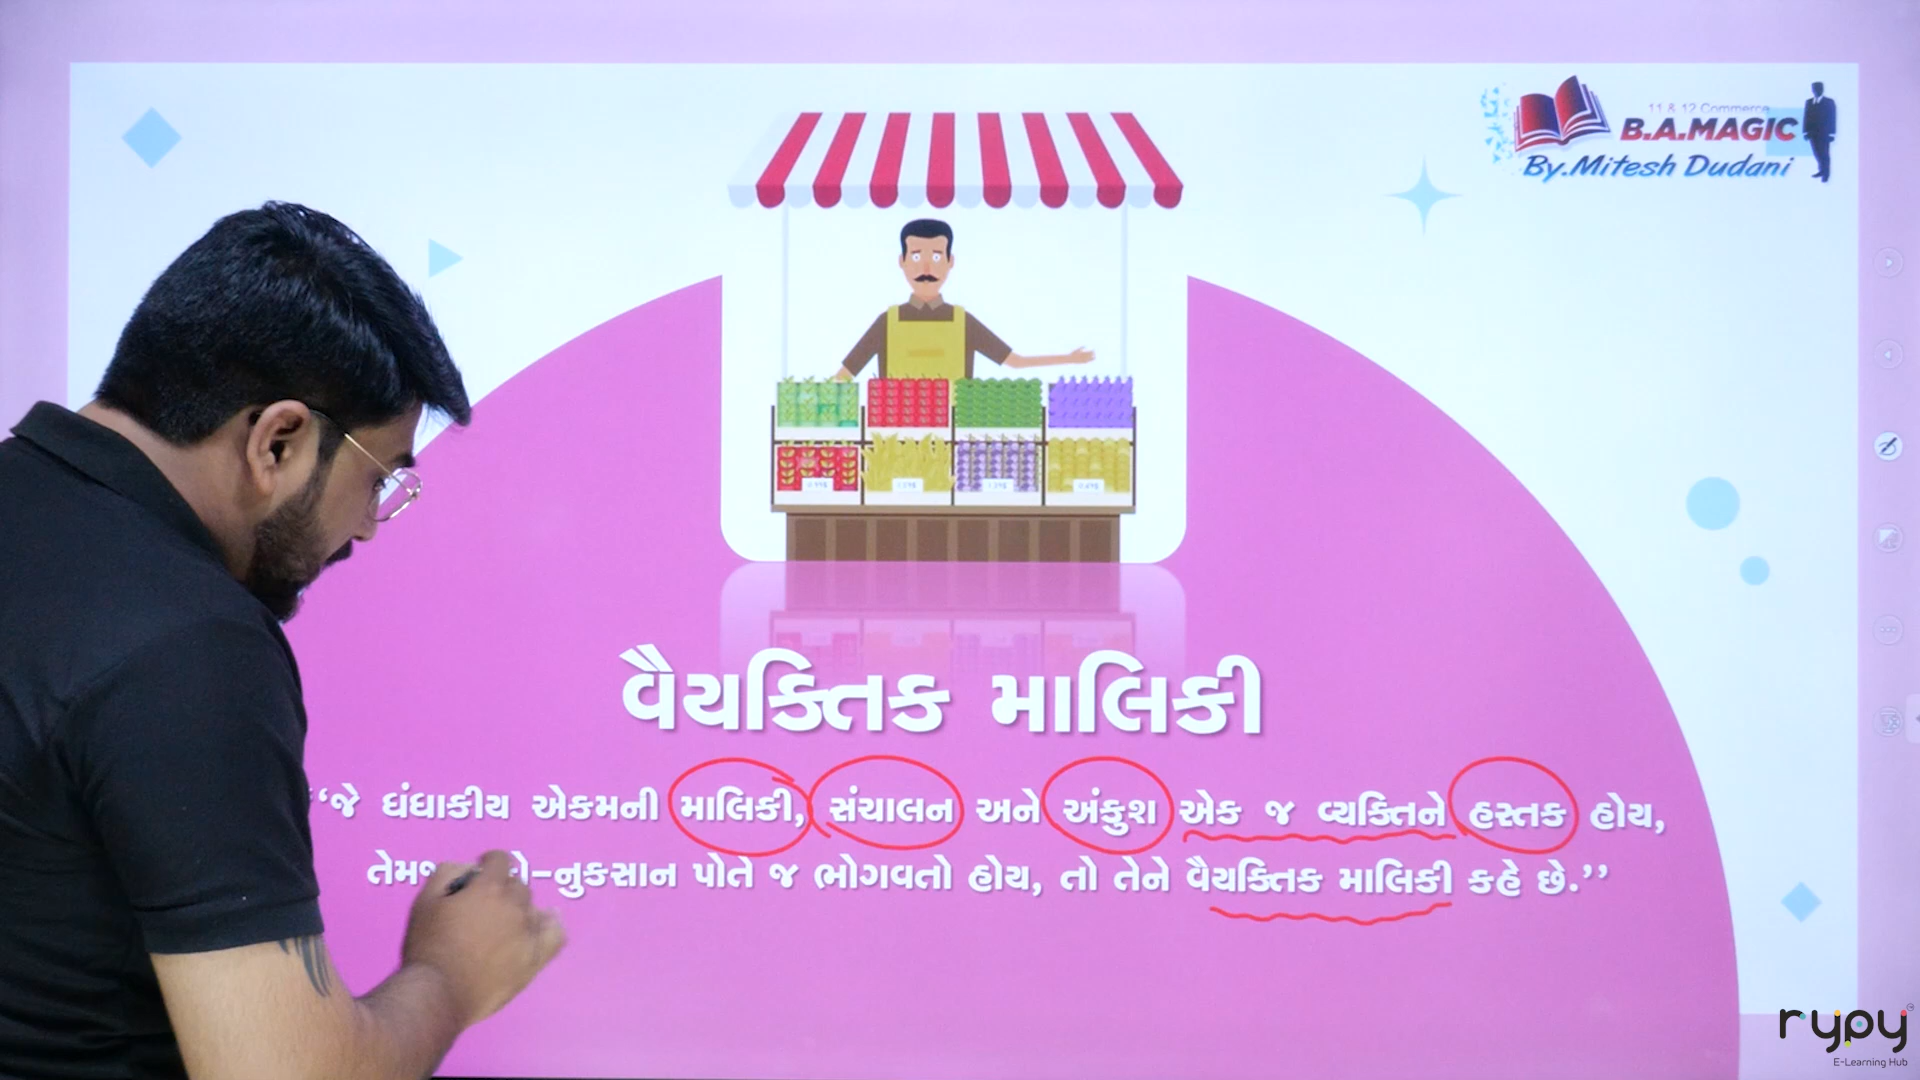 11 & 12 Commerce
B.A.MAGIC
By.Mitesh Dudani
વૈયક્તિક માલિકી
‘‘જે ધંધાકીય એકમની માલિકી, સંચાલન અને અંકુશ એક જ વ્યક્તિને હસ્તક હોય,
નુકસાન પોતે જ ભોગવતો હોય, તો તેને વૈયક્તિક માલિકી કહે છે.’’
rypy
E-Learning Hub